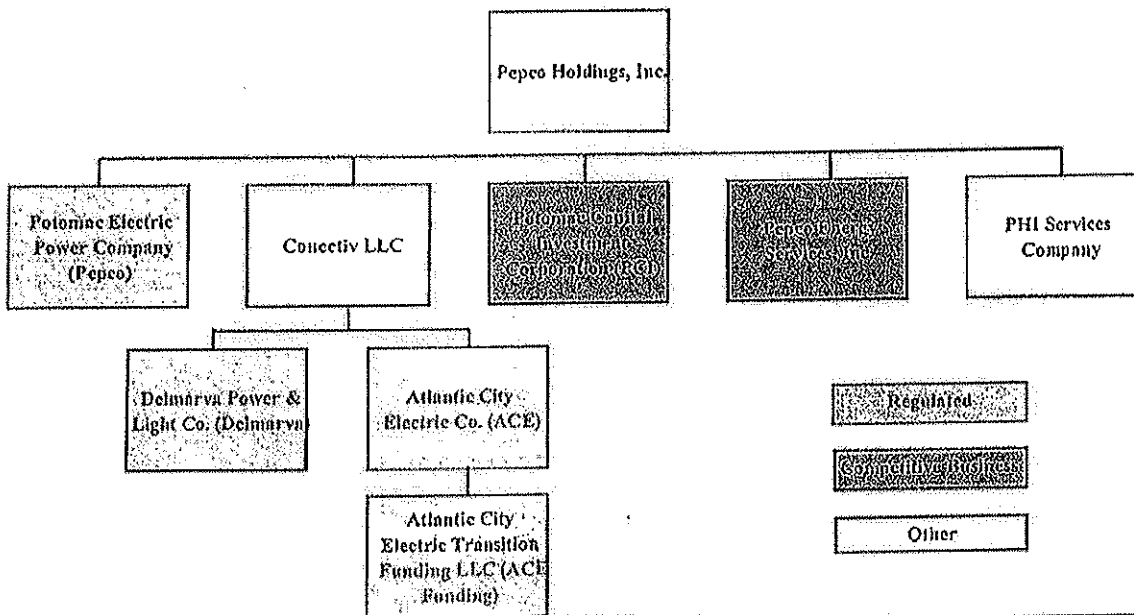 Pepco Holdings, Inc.
Potomac Electric
Power Company
(Pepco)
Conectiv LLC
Potomac Capital
Investment
Corporation (PCI)
Pepco Energy
Services, Inc.
PHI Services
Company
Delmarva Power &
Light Co. (Delmarva)
Atlantic City
Electric Co. (ACE)
Regulated
Competitive Business
Atlantic City
Electric Transition
Funding LLC (ACE
Funding)
Other